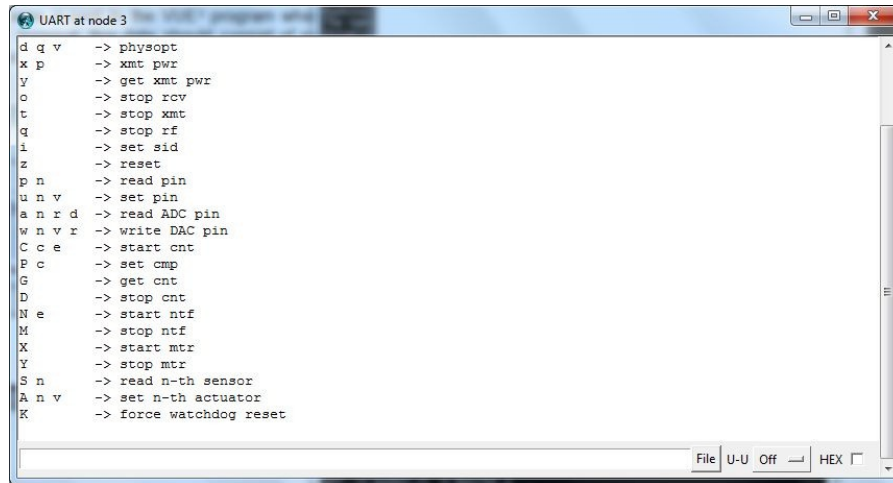 UART at node 3
d q v -> physopt
x p -> xmt pwr
y -> get xmt pwr
o -> stop rcv
t -> stop xmt
q -> stop rf
i -> set sid
z -> reset
p n -> read pin
u n v -> set pin
a n r d -> read ADC pin
w n v r -> write DAC pin
C c e -> start cnt
P c -> set cmp
G -> get cnt
D -> stop cnt
N e -> start ntf
M -> stop ntf
X -> start mtr
Y -> stop mtr
S n -> read n-th sensor
A n v -> set n-th actuator
K -> force watchdog reset
File U-U Off HEX